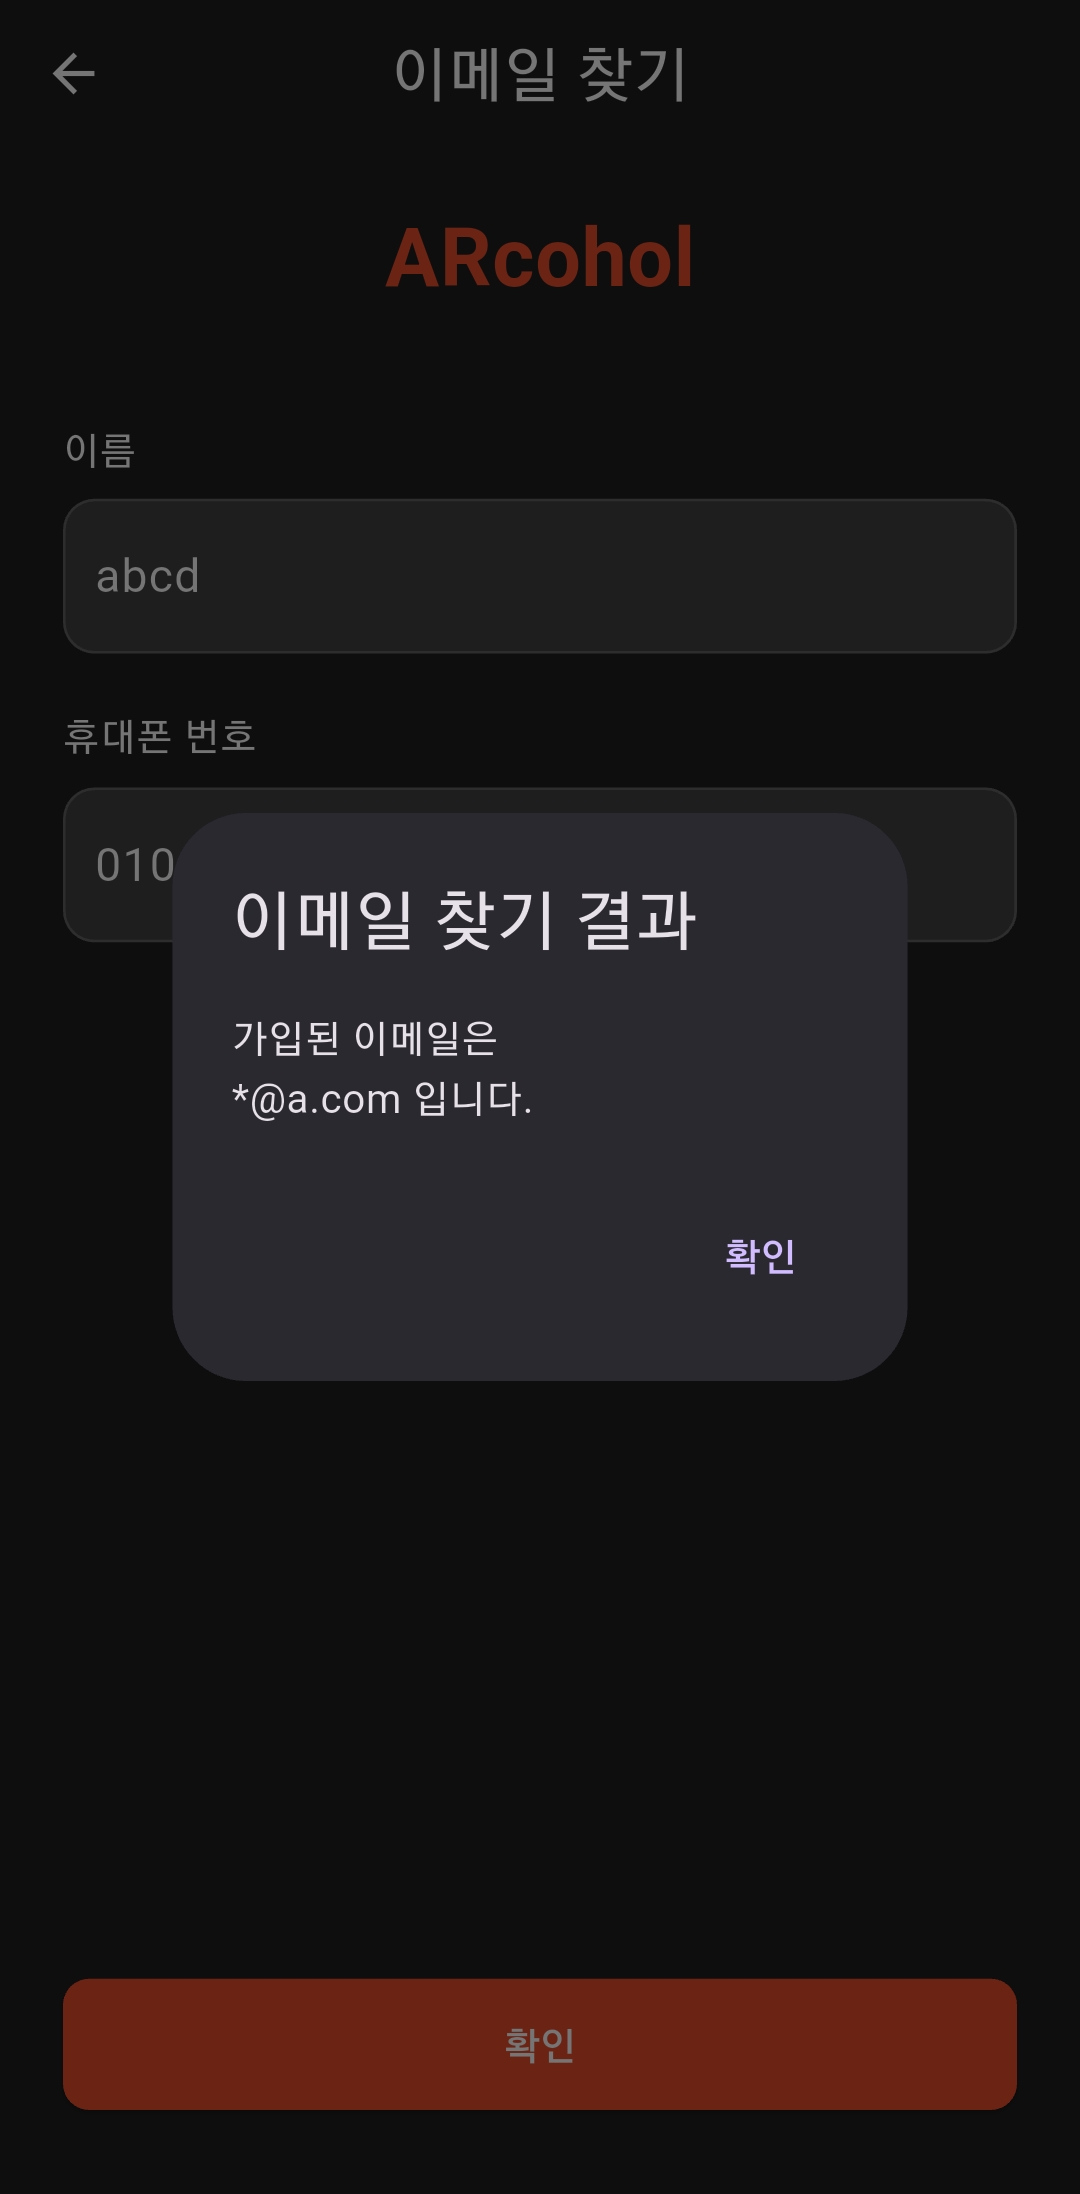 이메일 찾기
ARcohol
이름
abcd
휴대폰 번호
010
이메일 찾기 결과
가입된 이메일은
*@a.com 입니다.
확인
확인